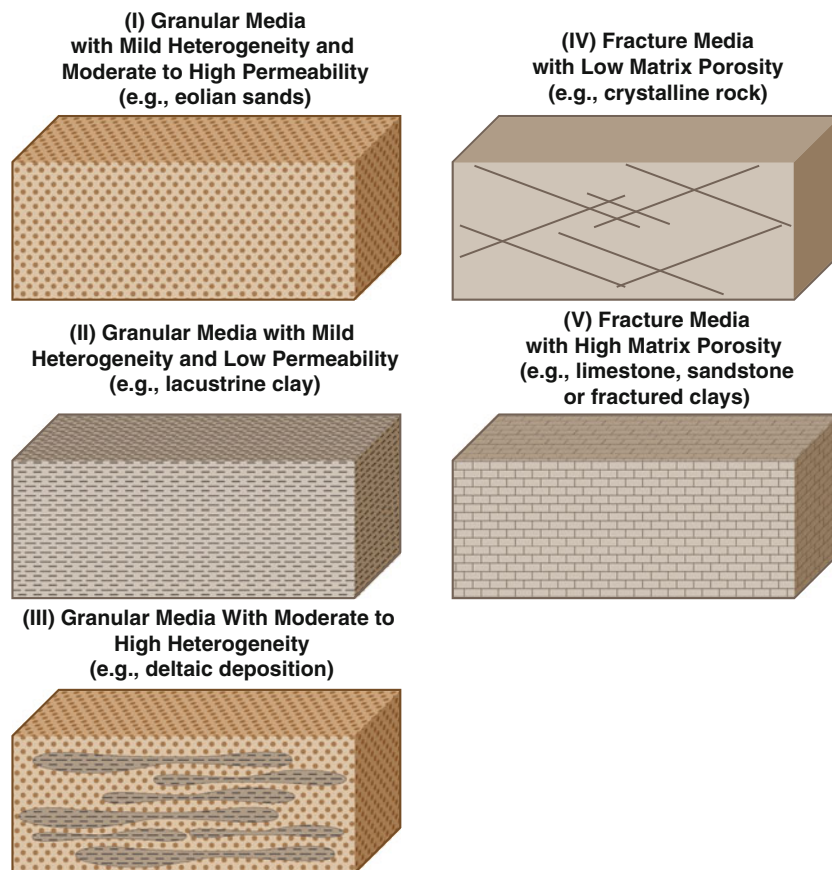 (I) Granular Media
with Mild Heterogeneity and
Moderate to High Permeability
(e.g., eolian sands)
(II) Granular Media with Mild
Heterogeneity and Low Permeability
(e.g., lacustrine clay)
(III) Granular Media With Moderate to
High Heterogeneity
(e.g., deltaic deposition)
(IV) Fracture Media
with Low Matrix Porosity
(e.g., crystalline rock)
(V) Fracture Media
with High Matrix Porosity
(e.g., limestone, sandstone
or fractured clays)